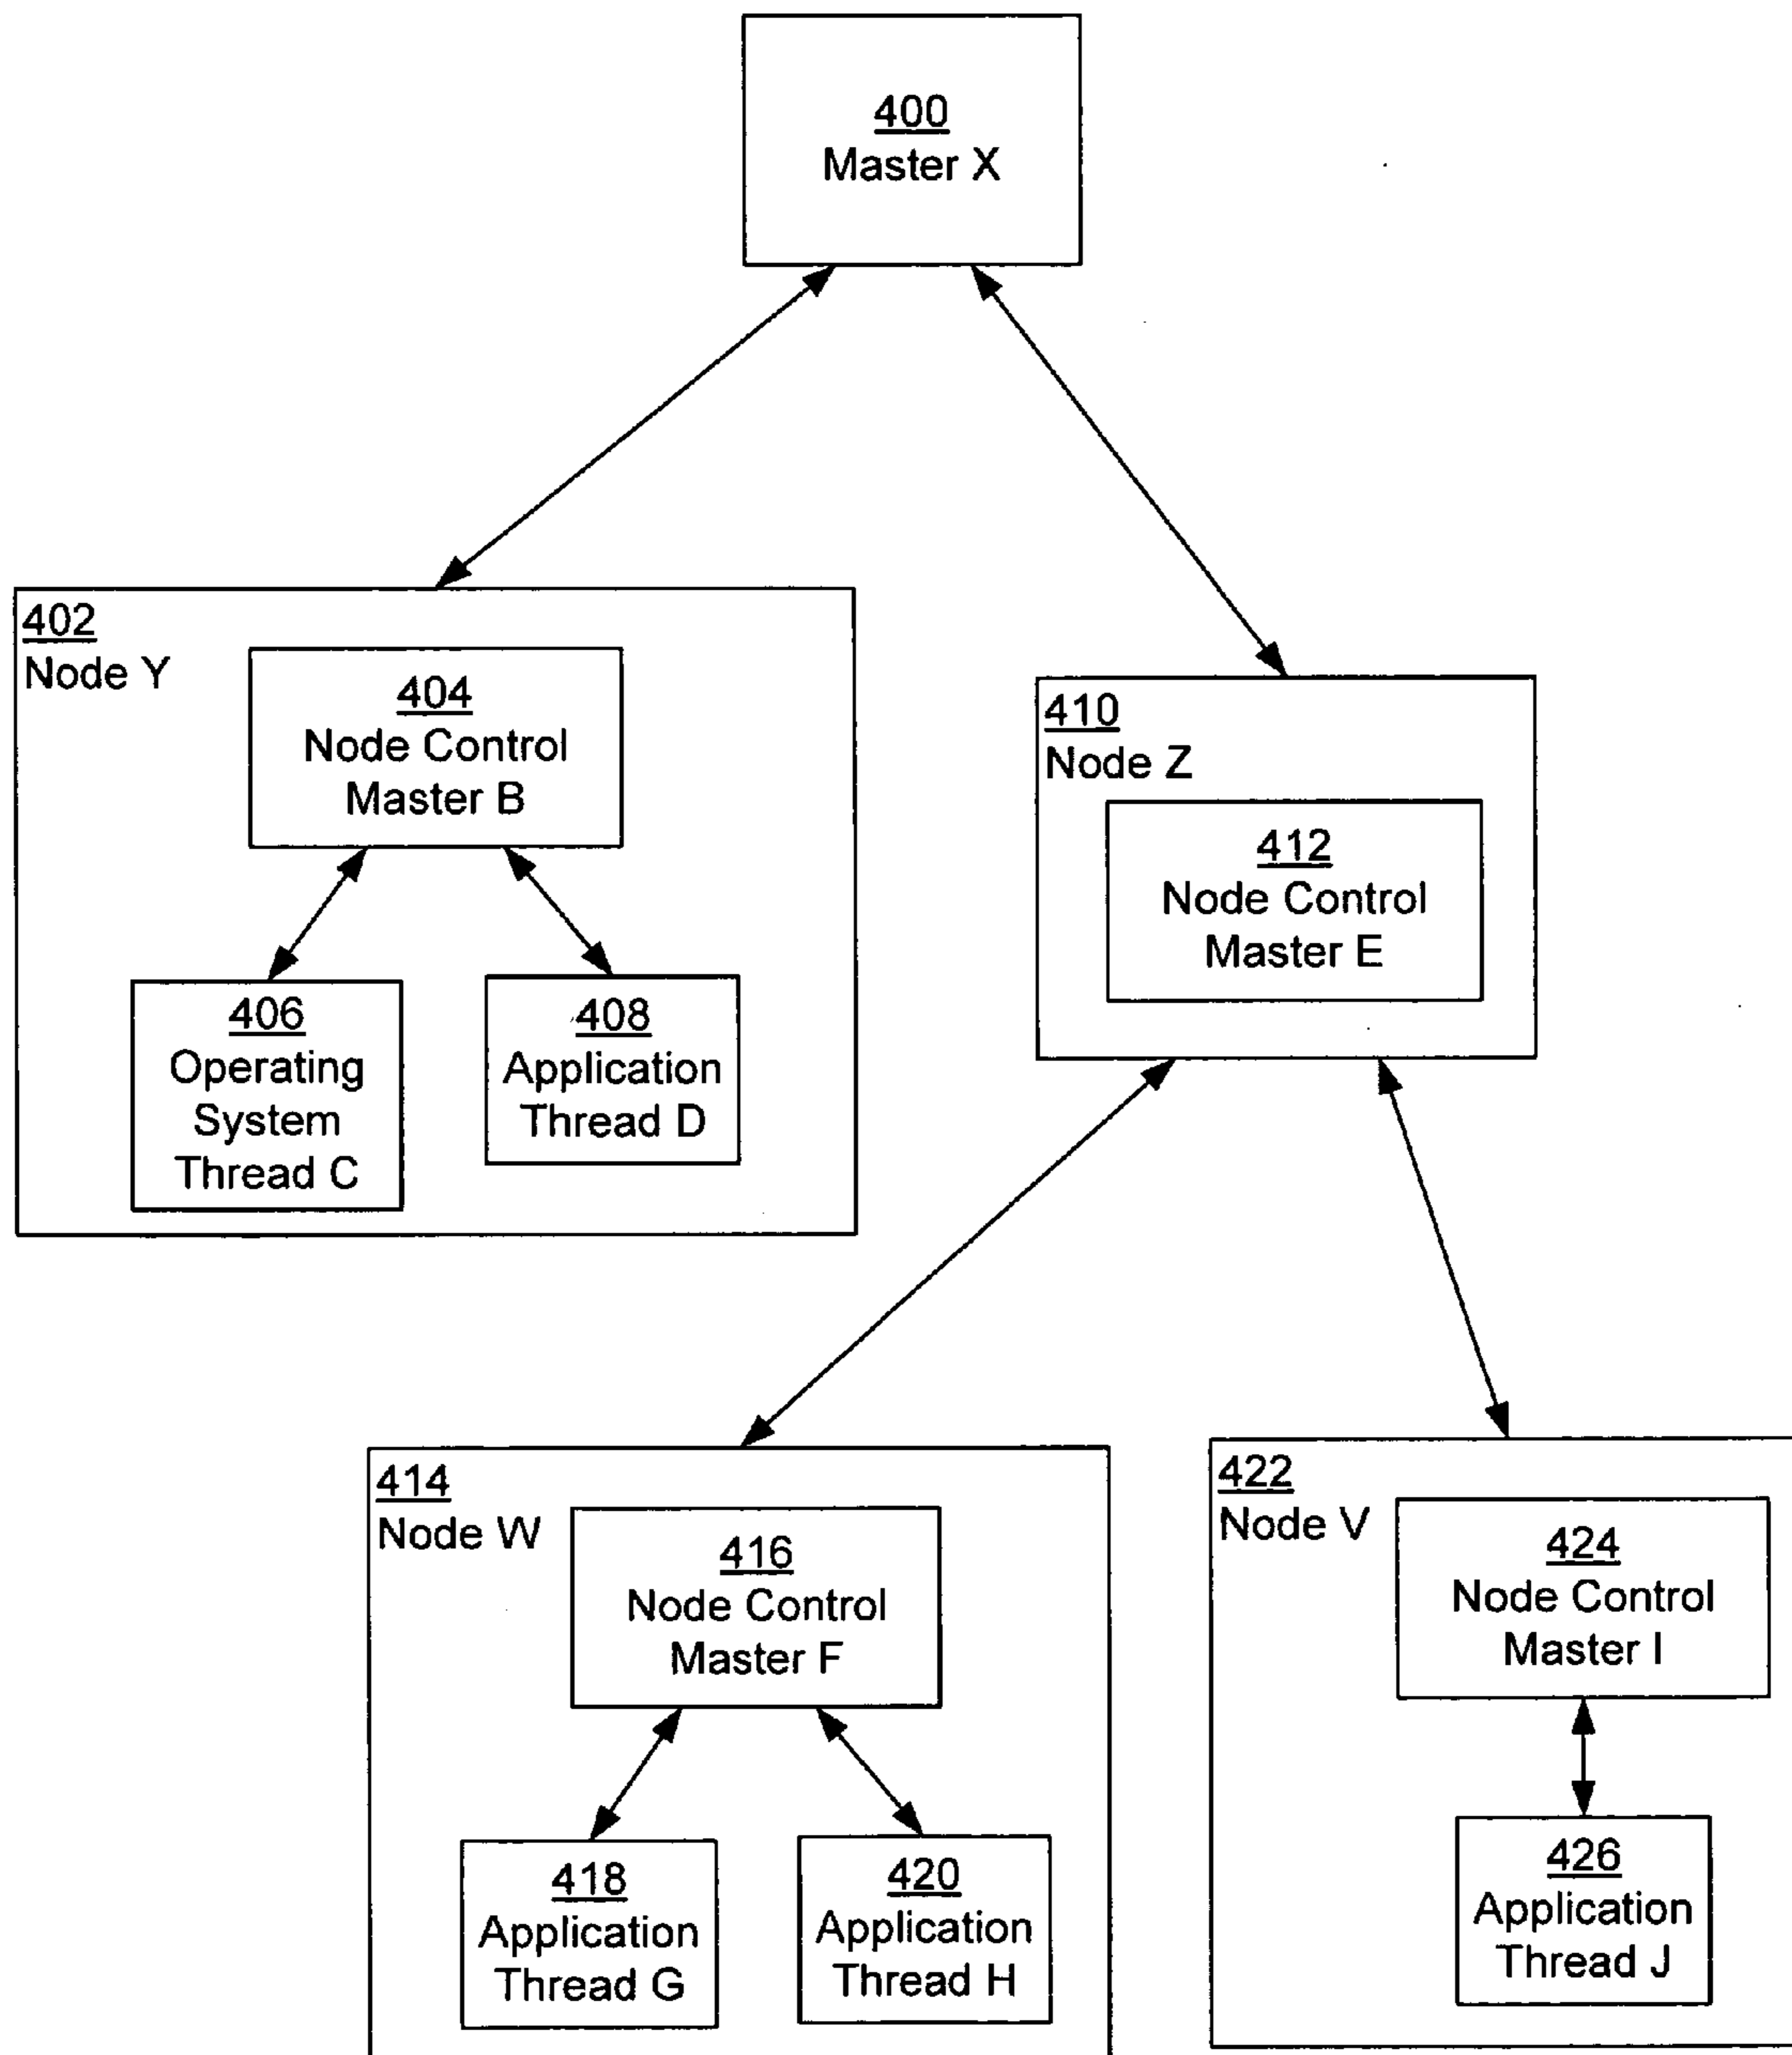 400
Master X
402
Node Y
404
Node Control
Master B
406
Operating
System
Thread C
408
Application
Thread D
410
Node Z
412
Node Control
Master E
414
Node W
416
Node Control
Master F
418
Application
Thread G
420
Application
Thread H
422
Node V
424
Node Control
Master I
426
Application
Thread J